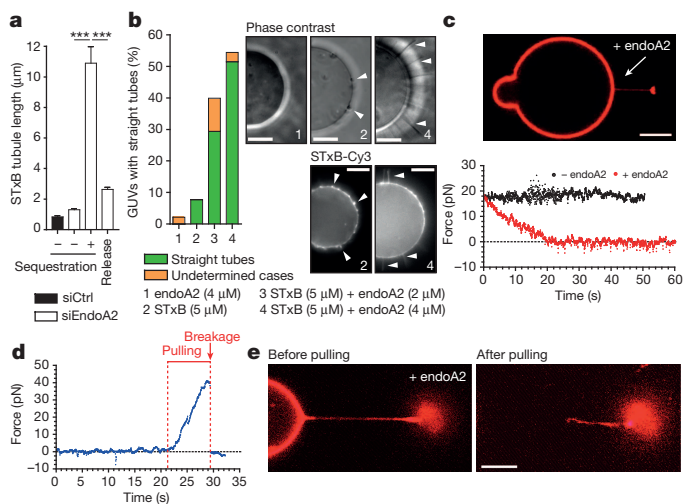 a
*** ***
STxB tubule length (μm)
12
10
8
6
4
2
0
– – +
Sequestration
Release
siCtrl
siEndoA2
b
GUVs with straight tubes (%)
60
50
40
30
20
10
0
1 2 3 4
Straight tubes
Undetermined cases
1 endoA2 (4 μM)
2 STxB (5 μM)
3 STxB (5 μM) + endoA2 (2 μM)
4 STxB (5 μM) + endoA2 (4 μM)
Phase contrast
1
2
4
STxB-Cy3
2
4
c
+ endoA2
– endoA2
+ endoA2
Force (pN)
40
30
20
10
0
–10
0 10 20 30 40 50 60
Time (s)
d
Breakage
Pulling
Force (pN)
50
40
30
20
10
0
–10
0 5 10 15 20 25 30 35
Time (s)
e
Before pulling
+ endoA2
After pulling